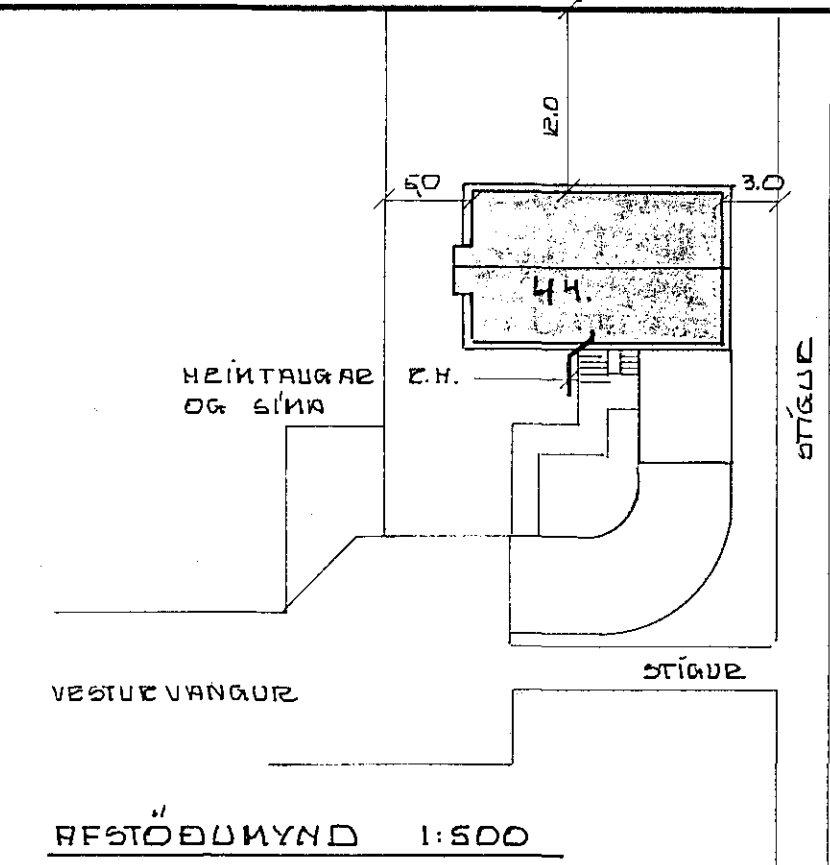 12.0
5,0
3.0
44.
HEIMTAUGAR R.H.
OG SÍMA
STÍGUR
STÍGUR
VESTURVANGUR
AFSTÖÐUMYND 1:500